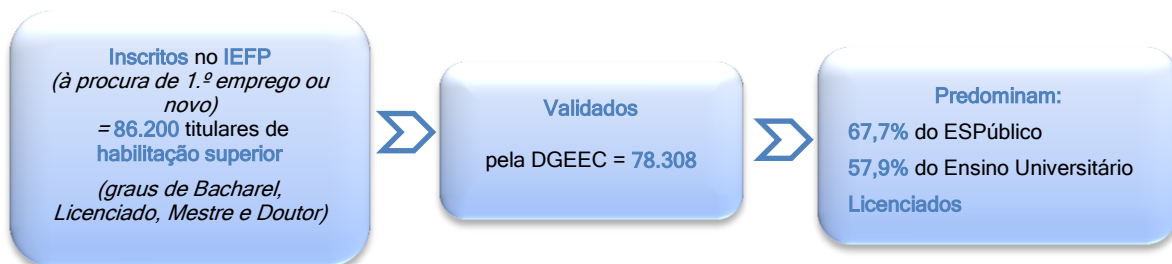 Inscritos no IEFP
(à procura de 1.º emprego ou
novo)
= 86.200 titulares de
habilitação superior
(graus de Bacharel,
Licenciado, Mestre e Doutor)
Validados
pela DGEEC = 78.308
Predominam:
67,7% do ESPúblico
57,9% do Ensino Universitário
Licenciados